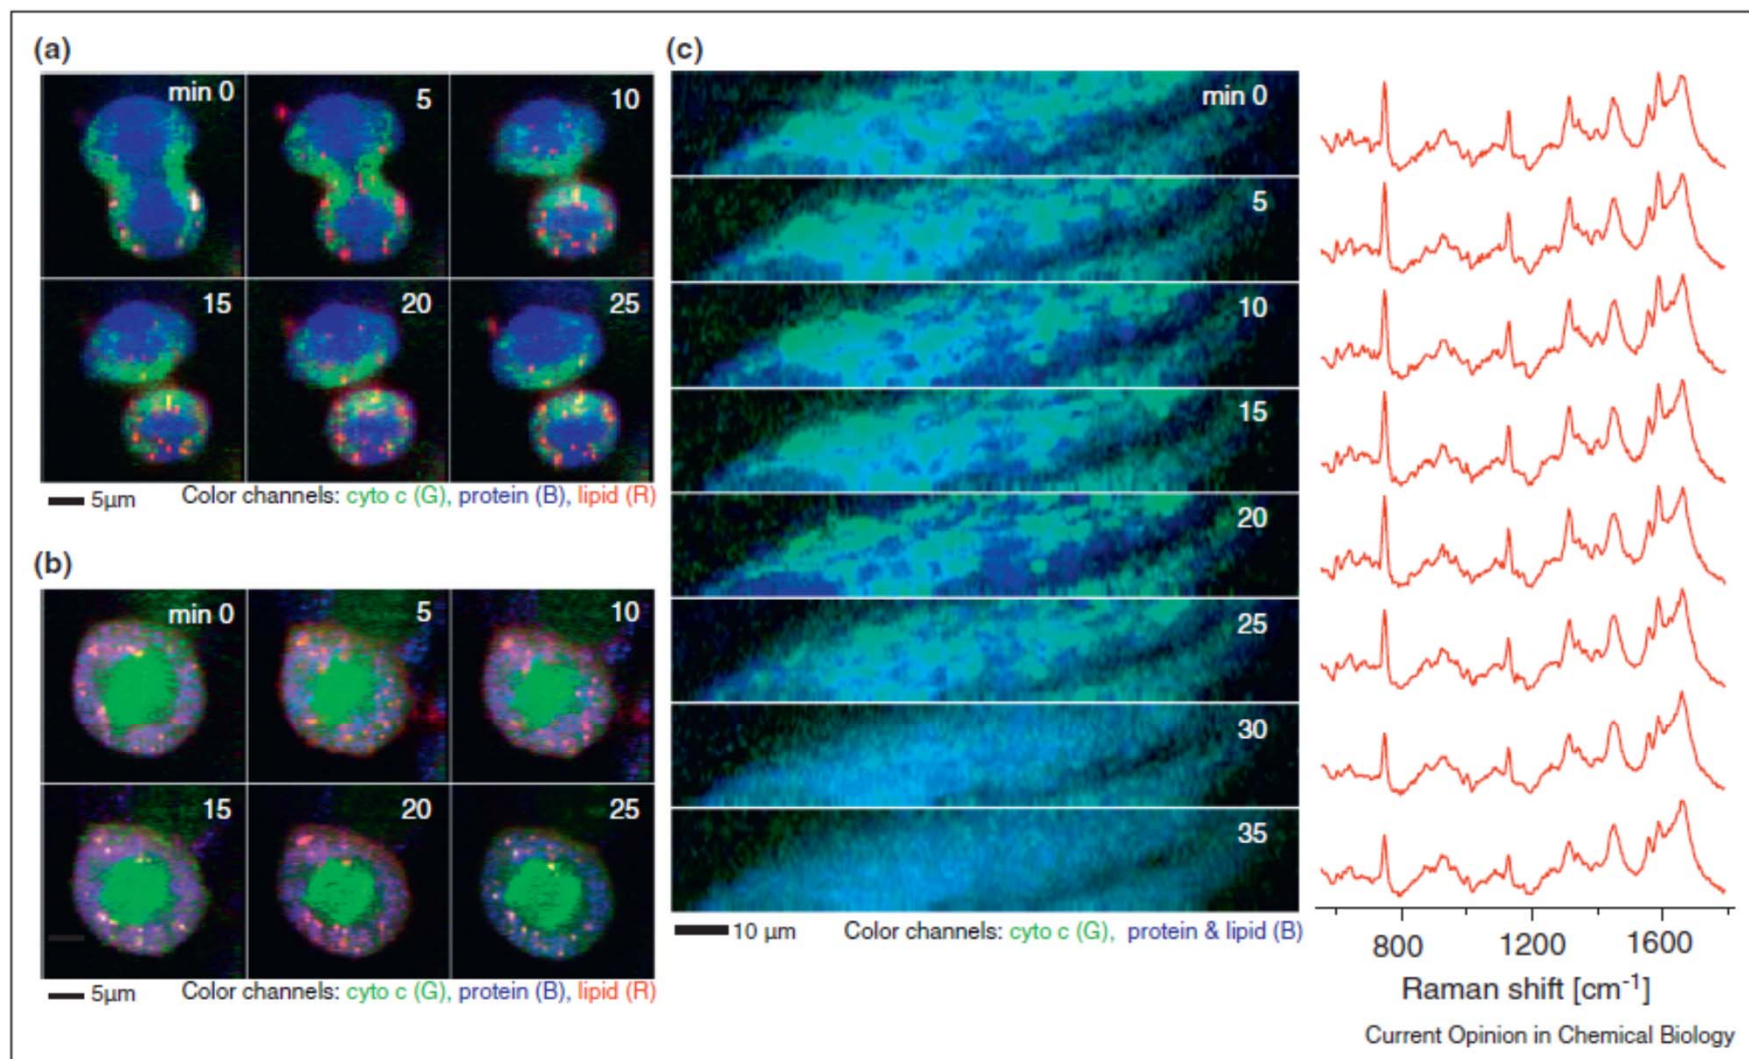 (a)
min 0
5
10
15
20
25
5µm
Color channels: cyto c (G), protein (B), lipid (R)
(b)
min 0
5
10
15
20
25
5µm
Color channels: cyto c (G), protein (B), lipid (R)
(c)
min 0
5
10
15
20
25
30
35
10 µm
Color channels: cyto c (G), protein & lipid (B)
800 1200 1600
Raman shift [cm-1]
Current Opinion in Chemical Biology